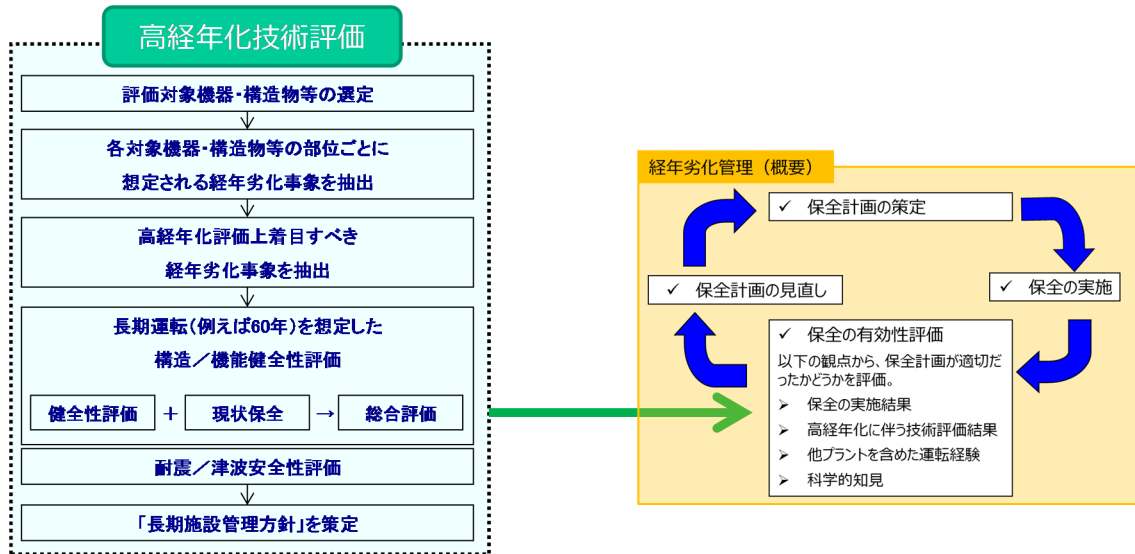 高経年化技術評価
評価対象機器・構造物等の選定
各対象機器・構造物等の部位ごとに
想定される経年劣化事象を抽出
高経年化評価上着目すべき
経年劣化事象を抽出
長期運転(例えば60年)を想定した
構造／機能健全性評価
健全性評価 + 現状保全 → 総合評価
耐震／津波安全性評価
「長期施設管理方針」を策定
経年劣化管理（概要）
✓ 保全計画の策定
✓ 保全の実施
✓ 保全計画の見直し
✓ 保全の有効性評価
以下の観点から、保全計画が適切だ
ったかどうかを評価。
➢ 保全の実施結果
➢ 高経年化に伴う技術評価結果
➢ 他プラントを含めた運転経験
➢ 科学的知見